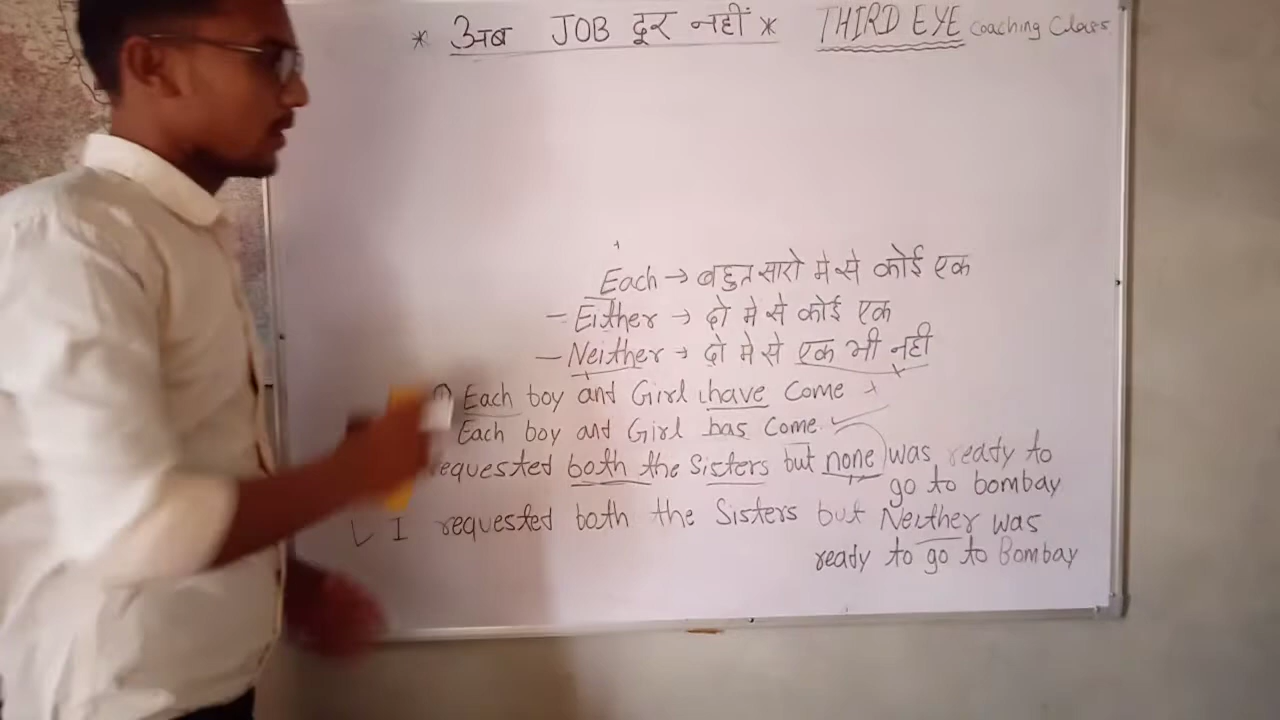 * अब JOB दूर नहीं * THIRD EYE Coaching Class
Each → बहुत सारो मे से कोई एक
- Either → दो मे से कोई एक
- Neither → दो मे से एक भी नही
Each boy and Girl have Come ×
Each boy and Girl has Come ✓
requested both the Sisters but none was ready to
go to bombay
✓ I requested both the Sisters but Neither was
ready to go to Bombay